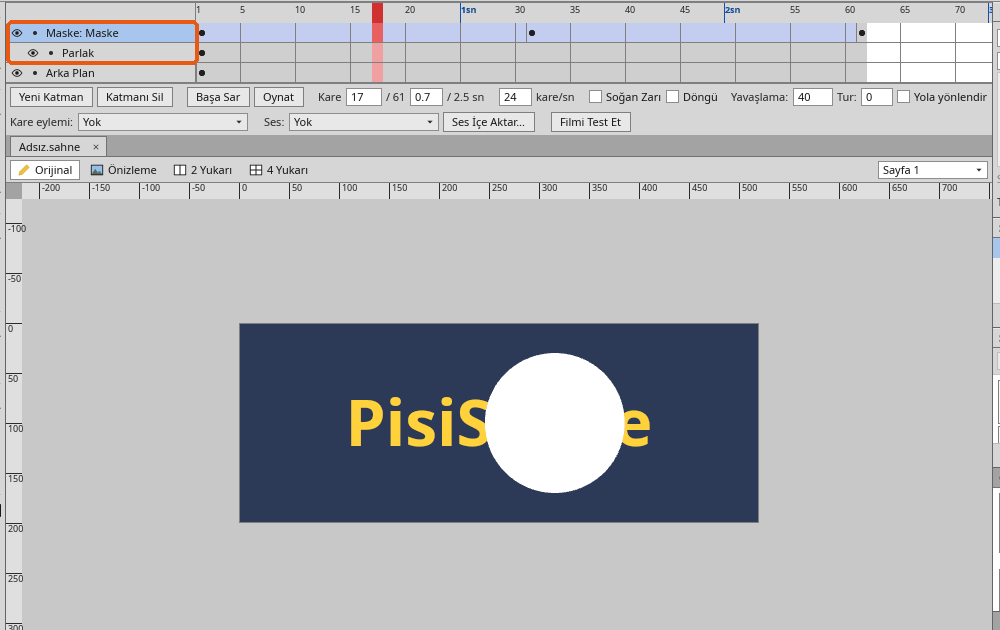 1 5 10 15 20 1sn 30 35 40 45 2sn 55 60 65 70
Maske: Maske
Parlak
Arka Plan
Yeni Katman Katmanı Sil Başa Sar Oynat Kare 17 / 61 0.7 / 2.5 sn 24 kare/sn Soğan Zarı Döngü Yavaşlama: 40 Tur: 0 Yola yönlendir
Kare eylemi: Yok Ses: Yok Ses İçe Aktar... Filmi Test Et
Adsız.sahne ×
Orijinal Önizleme 2 Yukarı 4 Yukarı Sayfa 1
-200 -150 -100 -50 0 50 100 150 200 250 300 350 400 450 500 550 600 650 700
-100
-50
0
50
100
150
200
250
300
PisiS e